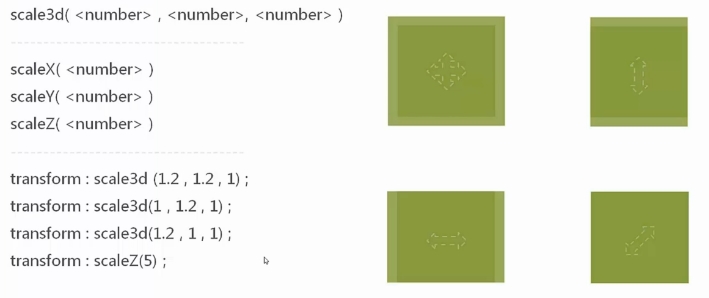 scale3d( <number> , <number>, <number> )
scaleX( <number> )
scaleY( <number> )
scaleZ( <number> )
transform : scale3d (1.2 , 1.2 , 1) ;
transform : scale3d(1 , 1.2 , 1) ;
transform : scale3d(1.2 , 1 , 1) ;
transform : scaleZ(5) ;